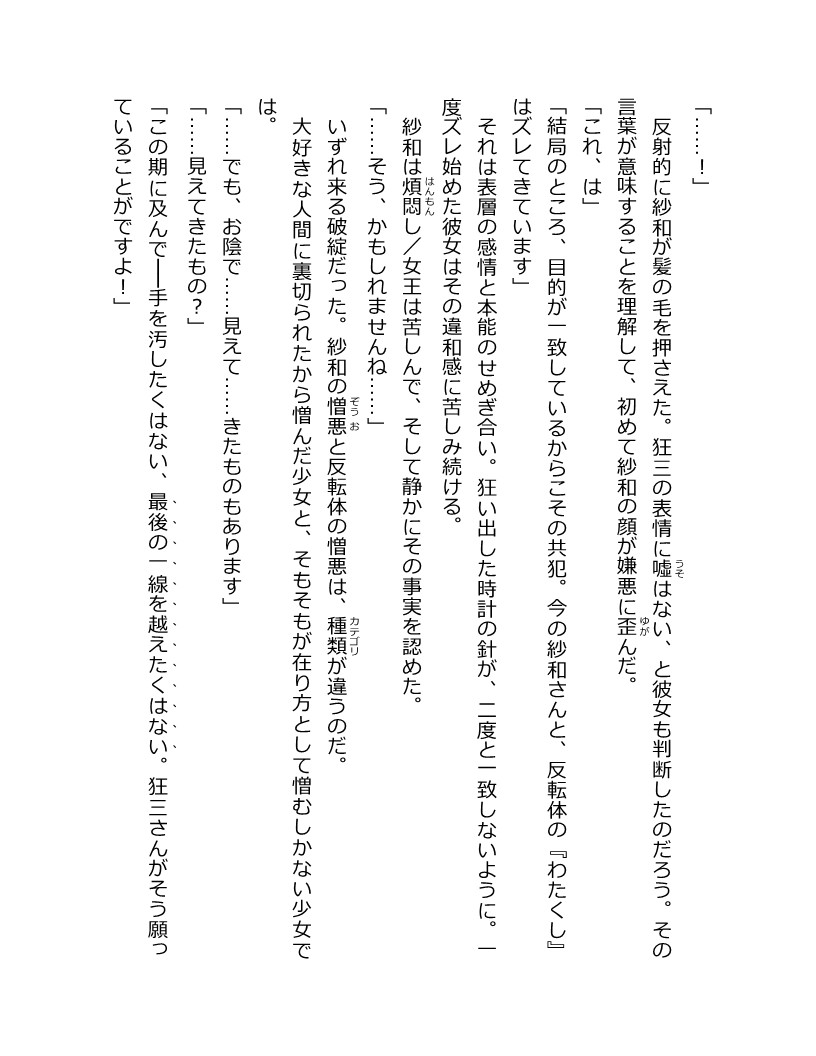 「……！」
　反射的に紗和が髪の毛を押さえた。狂三の表情に嘘はない、と彼女も判断したのだろう。その
言葉が意味することを理解して、初めて紗和の顔が嫌悪に歪んだ。
「これ、は」
「結局のところ、目的が一致しているからこその共犯。今の紗和さんと、反転体の『わたくし』
はズレてきています」
　それは表層の感情と本能のせめぎ合い。狂い出した時計の針が、二度と一致しないように。一
度ズレ始めた彼女はその違和感に苦しみ続ける。
　紗和は煩悶し／女王は苦しんで、そして静かにその事実を認めた。
「……そう、かもしれませんね……」
　いずれ来る破綻だった。紗和の憎悪と反転体の憎悪は、種類が違うのだ。
　大好きな人間に裏切られたから憎んだ少女と、そもそもが在り方として憎むしかない少女で
は。
「……でも、お陰で……見えて……きたものもあります」
「……見えてきたもの？」
「この期に及んで──手を汚したくはない、最後の一線を越えたくはない。狂三さんがそう願っ
ていることがですよ！」